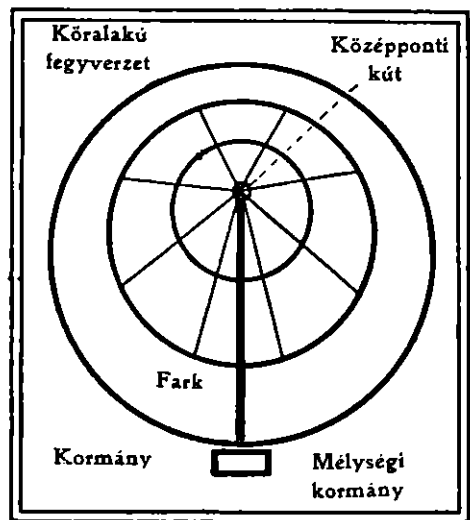 Köralakú
fegyverzet
Középponti
kút
Fark
Kormány
Mélységi
kormány